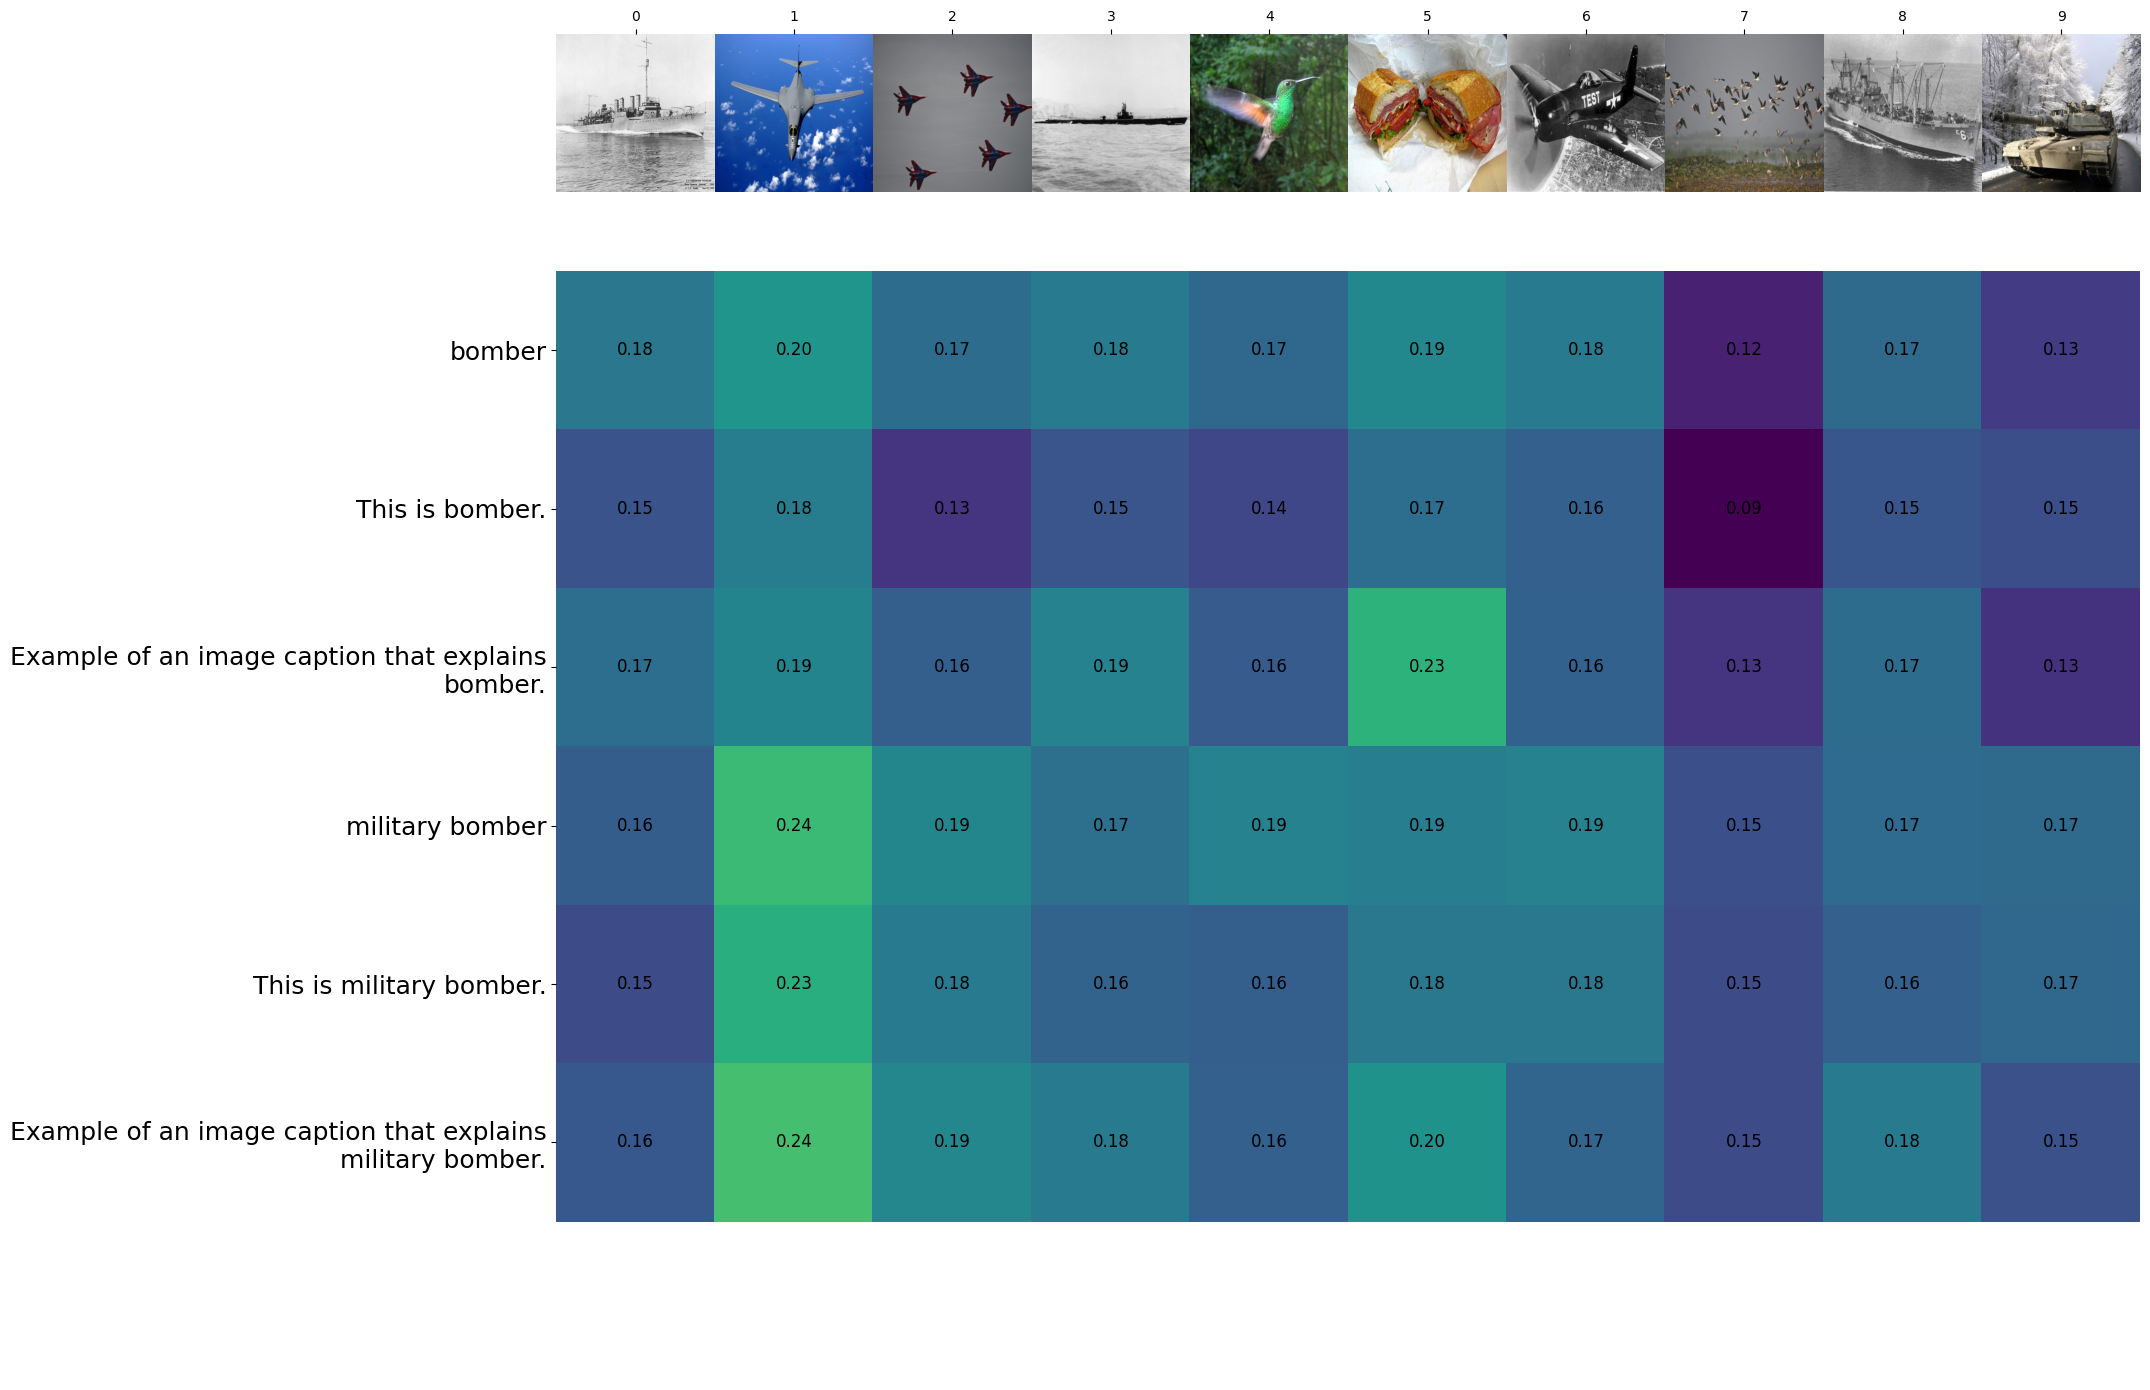 0 1 2 3 4 5 6 7 8 9
TEST
bomber 0.18 0.20 0.17 0.18 0.17 0.19 0.18 0.12 0.17 0.13
This is bomber. 0.15 0.18 0.13 0.15 0.14 0.17 0.16 0.09 0.15 0.15
Example of an image caption that explains
bomber. 0.17 0.19 0.16 0.19 0.16 0.23 0.16 0.13 0.17 0.13
military bomber 0.16 0.24 0.19 0.17 0.19 0.19 0.19 0.15 0.17 0.17
This is military bomber. 0.15 0.23 0.18 0.16 0.16 0.18 0.18 0.15 0.16 0.17
Example of an image caption that explains
military bomber. 0.16 0.24 0.19 0.18 0.16 0.20 0.17 0.15 0.18 0.15